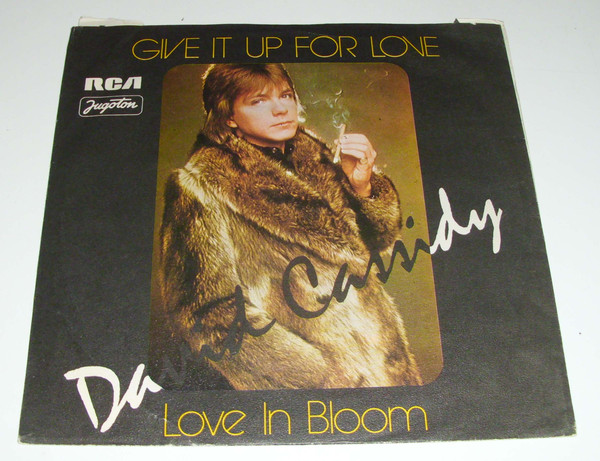 GIVE IT UP FOR LOVE
RCA
Jugoton
David Cassidy
Love In Bloom